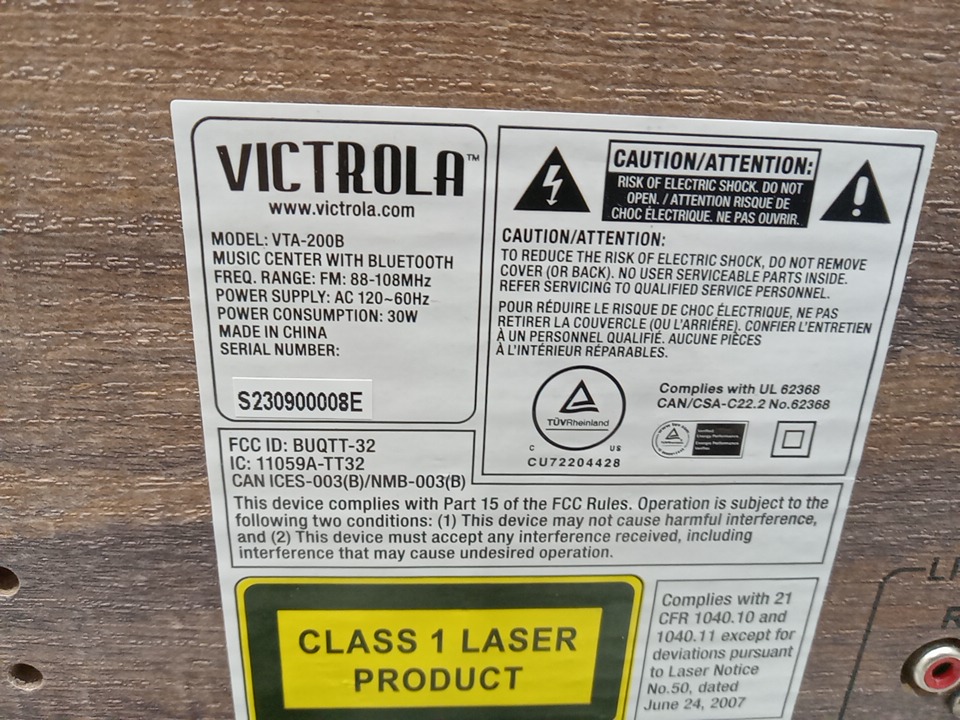 VICTROLA™
www.victrola.com
MODEL: VTA-200B
MUSIC CENTER WITH BLUETOOTH
FREQ. RANGE: FM: 88-108MHz
POWER SUPPLY: AC 120~60Hz
POWER CONSUMPTION: 30W
MADE IN CHINA
SERIAL NUMBER:
S230900008E
CAUTION/ATTENTION:
RISK OF ELECTRIC SHOCK. DO NOT
OPEN. / ATTENTION RISQUE DE
CHOC ÉLECTRIQUE. NE PAS OUVRIR.
CAUTION/ATTENTION:
TO REDUCE THE RISK OF ELECTRIC SHOCK, DO NOT REMOVE
COVER (OR BACK). NO USER SERVICEABLE PARTS INSIDE.
REFER SERVICING TO QUALIFIED SERVICE PERSONNEL.
POUR RÉDUIRE LE RISQUE DE CHOC ÉLECTRIQUE, NE PAS
RETIRER LA COUVERCLE (OU L'ARRIÉRE). CONFIER L'ENTRETIEN
À UN PERSONNEL QUALIFIÉ. AUCUNE PIÈCES
À L'INTÉRIEUR RÉPARABLES.
TÜVRheinland
C US
CU72204428
Complies with UL 62368
CAN/CSA-C22.2 No.62368
FCC ID: BUQTT-32
IC: 11059A-TT32
CAN ICES-003(B)/NMB-003(B)
This device complies with Part 15 of the FCC Rules. Operation is subject to the
following two conditions: (1) This device may not cause harmful interference,
and (2) This device must accept any interference received, including
interference that may cause undesired operation.
CLASS 1 LASER
PRODUCT
Complies with 21
CFR 1040.10 and
1040.11 except for
deviations pursuant
to Laser Notice
No.50, dated
June 24, 2007